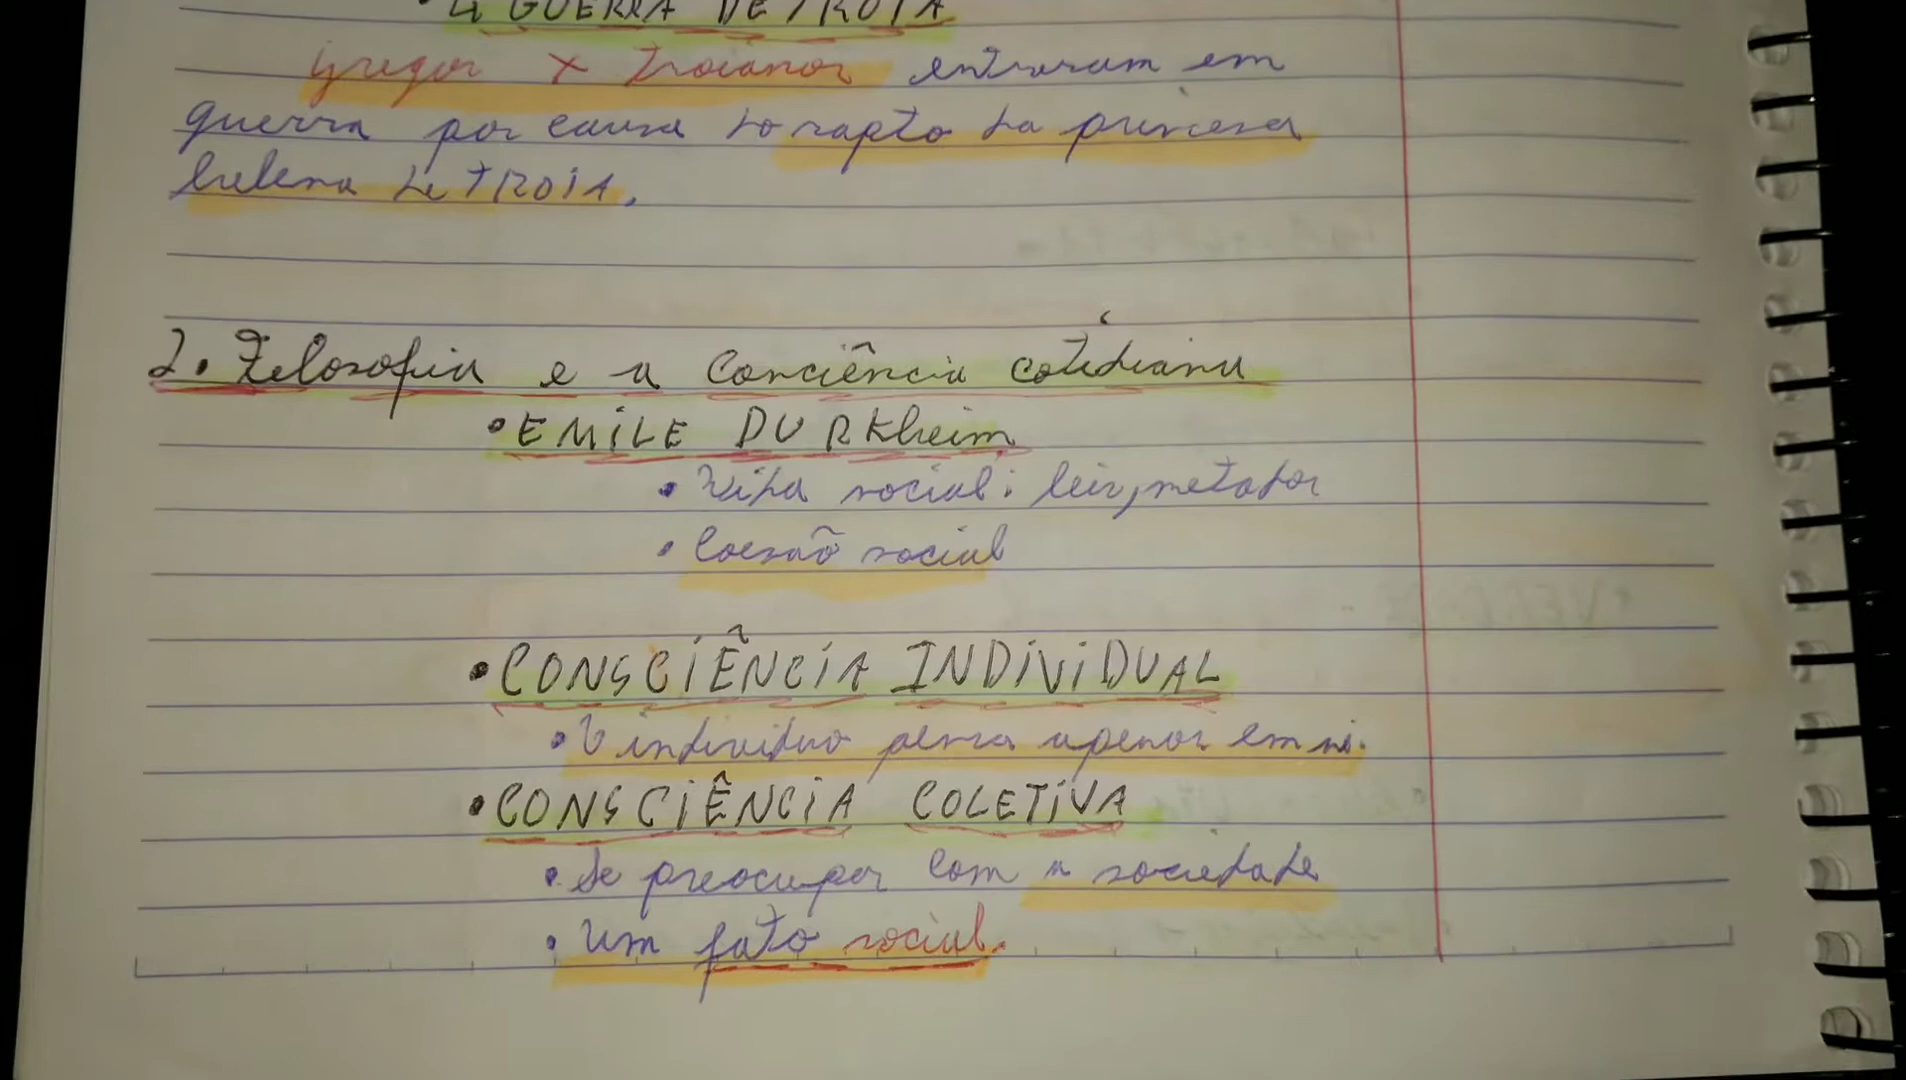 • A GUERRA DE TROIA
gregos x troianos entraram em
guerra por causa do rapto da princesa
helena de TROIA.
2. Filosofia e a Conciência cotidiana
• EMILE DURKheim
• Vida social: leis, metodos
• Coesão social
• CONSCIÊNCIA INDIVIDUAL
• O individuo pensa apenas em si.
• CONSCIÊNCIA COLETIVA
• Se preocupar com a sociedade
• Um fato social.